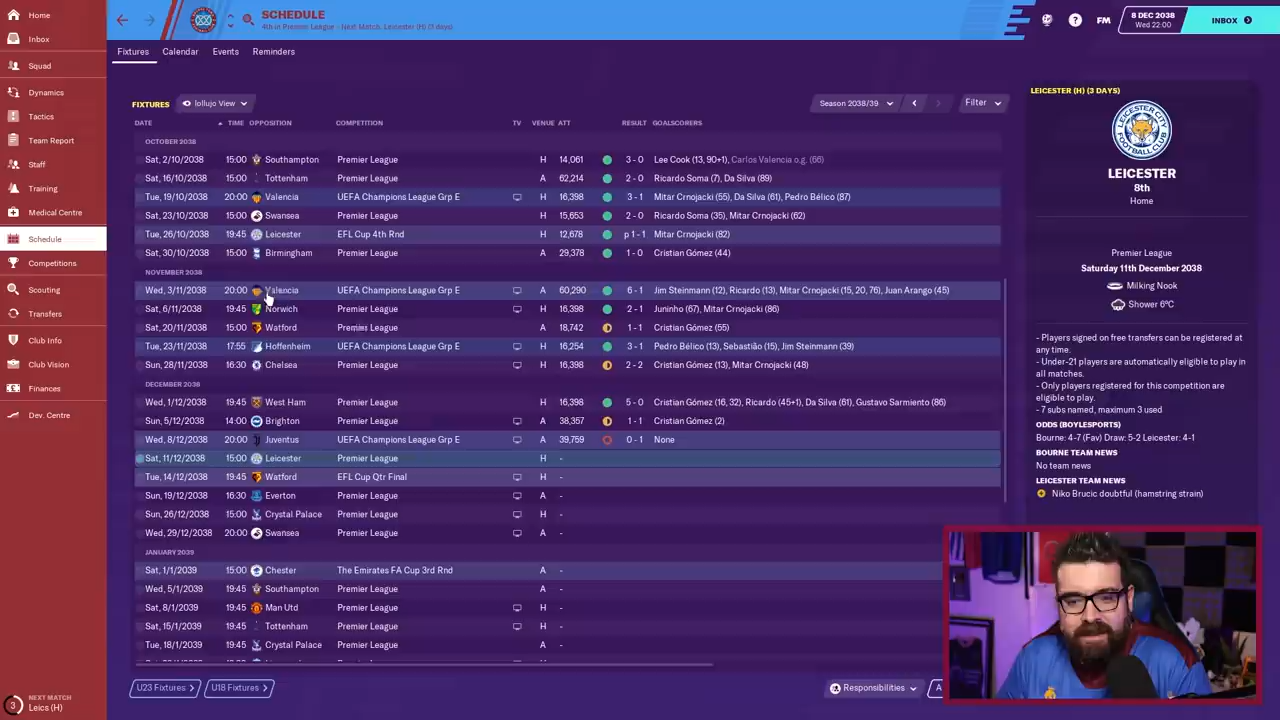 Home
Inbox
Squad
Dynamics
Tactics
Team Report
Staff
Training
Medical Centre
Schedule
Competitions
Scouting
Transfers
Club Info
Club Vision
Finances
Dev. Centre
3
NEXT MATCH
Leics (H)
SCHEDULE
4th in Premier League - Next Match, Leicester (H) (3 days)
FM
8 DEC 2038
Wed 22:00
INBOX
Fixtures Calendar Events Reminders
FIXTURES lollujo View Season 2038/39 Filter
DATE TIME OPPOSITION COMPETITION TV VENUE ATT RESULT GOALSCORERS
OCTOBER 2038
Sat, 2/10/2038 15:00 Southampton Premier League H 14,061 3 - 0 Lee Cook (13, 90+1), Carlos Valencia o.g. (66)
Sat, 16/10/2038 15:00 Tottenham Premier League A 62,214 2 - 0 Ricardo Soma (7), Da Silva (89)
Tue, 19/10/2038 20:00 Valencia UEFA Champions League Grp E H 16,398 3 - 1 Mitar Crnojacki (55), Da Silva (61), Pedro Bélico (87)
Sat, 23/10/2038 15:00 Swansea Premier League H 15,653 2 - 0 Ricardo Soma (35), Mitar Crnojacki (62)
Tue, 26/10/2038 19:45 Leicester EFL Cup 4th Rnd H 12,678 p 1 - 1 Mitar Crnojacki (82)
Sat, 30/10/2038 15:00 Birmingham Premier League A 29,378 1 - 0 Cristian Gómez (44)
NOVEMBER 2038
Wed, 3/11/2038 20:00 Valencia UEFA Champions League Grp E A 60,290 6 - 1 Jim Steinmann (12), Ricardo (13), Mitar Crnojacki (15, 20, 76), Juan Arango (45)
Sat, 6/11/2038 15:00 Norwich Premier League H 16,398 2 - 1 Juninho (67), Mitar Crnojacki (86)
Sat, 20/11/2038 15:00 Watford Premier League A 18,742 1 - 1 Cristian Gómez (55)
Tue, 23/11/2038 17:55 Hoffenheim UEFA Champions League Grp E H 16,254 3 - 1 Pedro Bélico (13), Sebastião (15), Jim Steinmann (39)
Sun, 28/11/2038 16:30 Chelsea Premier League H 16,398 2 - 2 Cristian Gómez (13), Mitar Crnojacki (48)
DECEMBER 2038
Wed, 1/12/2038 19:45 West Ham Premier League H 16,398 5 - 0 Cristian Gómez (16, 32), Ricardo (45+1), Da Silva (61), Gustavo Sarmiento (86)
Sun, 5/12/2038 14:00 Brighton Premier League A 38,357 1 - 1 Cristian Gómez (2)
Wed, 8/12/2038 20:00 Juventus UEFA Champions League Grp E A 39,759 0 - 1 None
Sat, 11/12/2038 15:00 Leicester Premier League H -
Tue, 14/12/2038 19:45 Watford EFL Cup Qtr Final H -
Sun, 19/12/2038 16:30 Everton Premier League A -
Sun, 26/12/2038 15:00 Crystal Palace Premier League H -
Wed, 29/12/2038 20:00 Swansea Premier League A -
JANUARY 2039
Sat, 1/1/2039 15:00 Chester The Emirates FA Cup 3rd Rnd A -
Wed, 5/1/2039 19:45 Southampton Premier League A -
Sat, 8/1/2039 19:45 Man Utd Premier League H -
Sat, 15/1/2039 19:45 Tottenham Premier League H -
Tue, 18/1/2039 19:45 Crystal Palace Premier League A -
U23 Fixtures U18 Fixtures Responsibilities
LEICESTER (H) (3 DAYS)
LEICESTER
8th
Home
Premier League
Saturday 11th December 2038
Milking Nook
Shower 6°C
- Players signed on free transfers can be registered at
any time.
- Under-21 players are automatically eligible to play in
all matches.
- Only players registered for this competition are
eligible to play.
- 7 subs named, maximum 3 used
ODDS (BOYLESPORTS)
Bourne: 4-7 (Fav) Draw: 5-2 Leicester: 4-1
BOURNE TEAM NEWS
No team news
LEICESTER TEAM NEWS
Niko Brucic doubtful (hamstring strain)